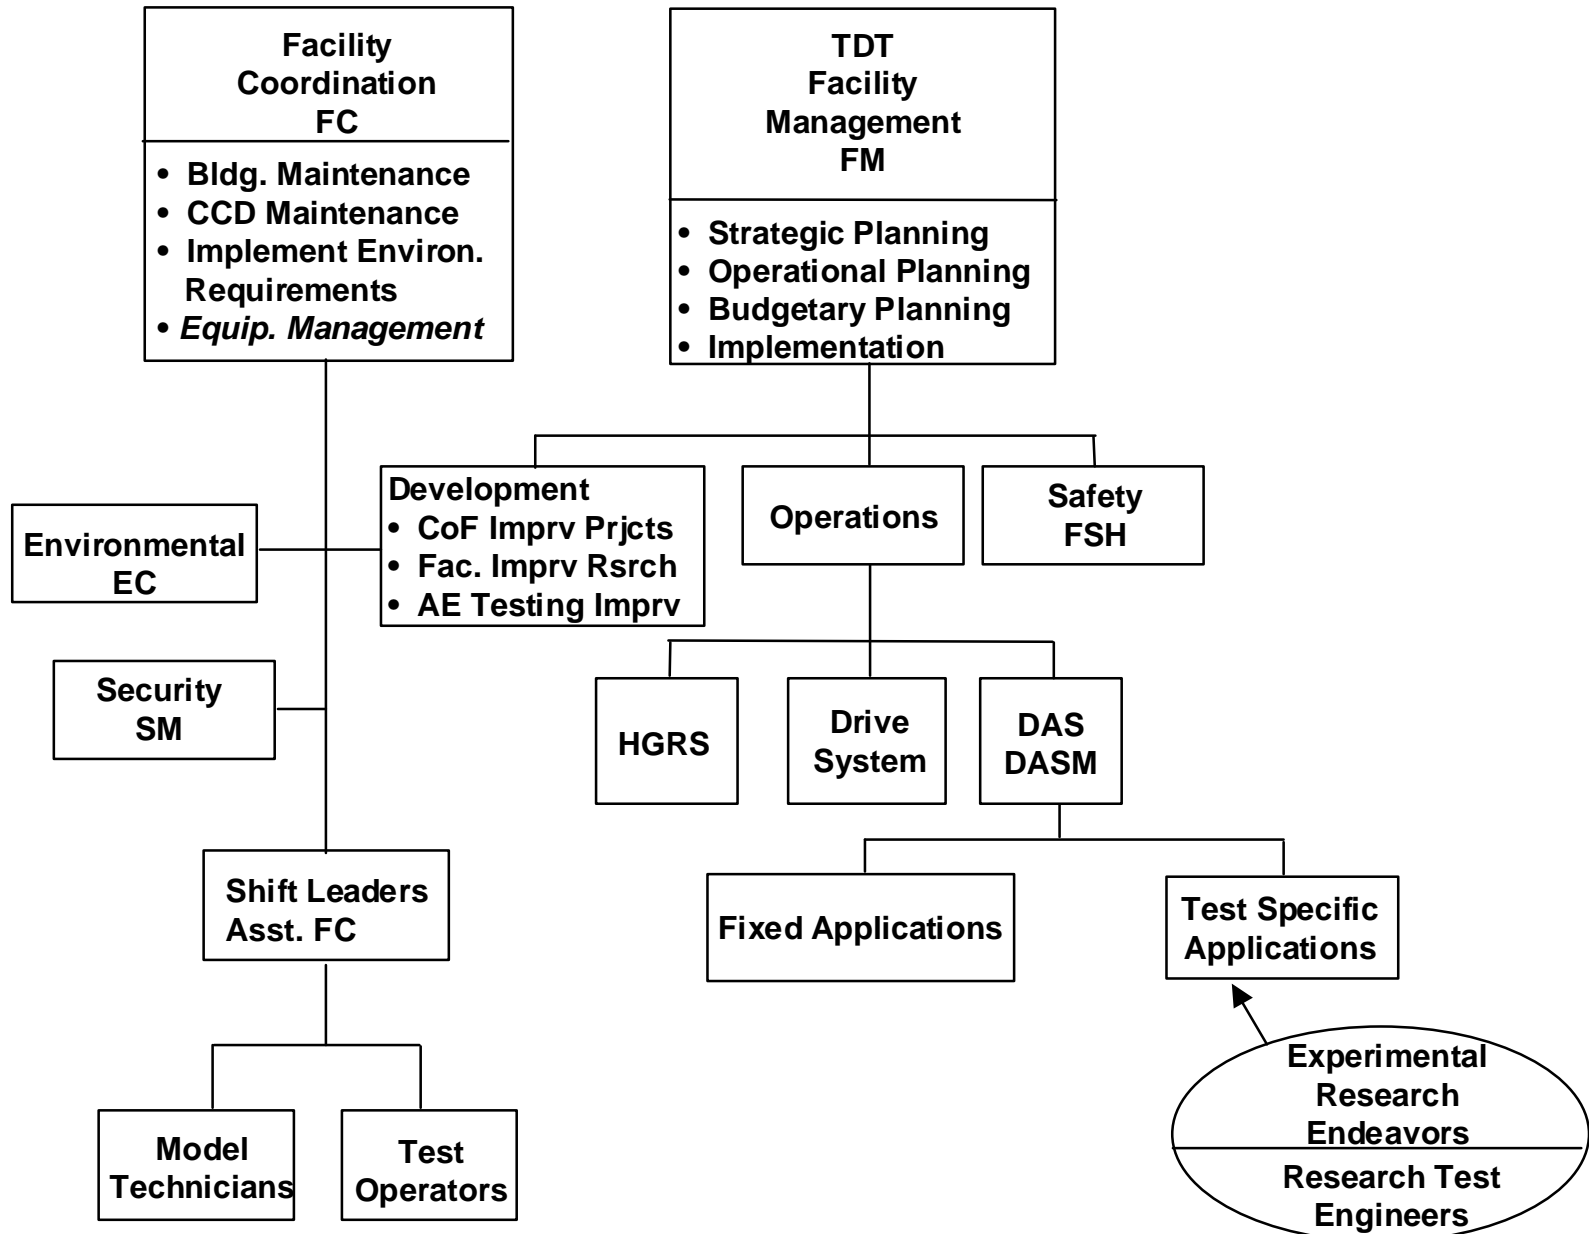 Facility
Coordination
FC
• Bldg. Maintenance
• CCD Maintenance
• Implement Environ.
Requirements
• Equip. Management
TDT
Facility
Management
FM
• Strategic Planning
• Operational Planning
• Budgetary Planning
• Implementation
Environmental
EC
Development
• CoF Imprv Prjcts
• Fac. Imprv Rsrch
• AE Testing Imprv
Operations
Safety
FSH
Security
SM
HGRS
Drive
System
DAS
DASM
Shift Leaders
Asst. FC
Fixed Applications
Test Specific
Applications
Model
Technicians
Test
Operators
Experimental
Research
Endeavors
Research Test
Engineers